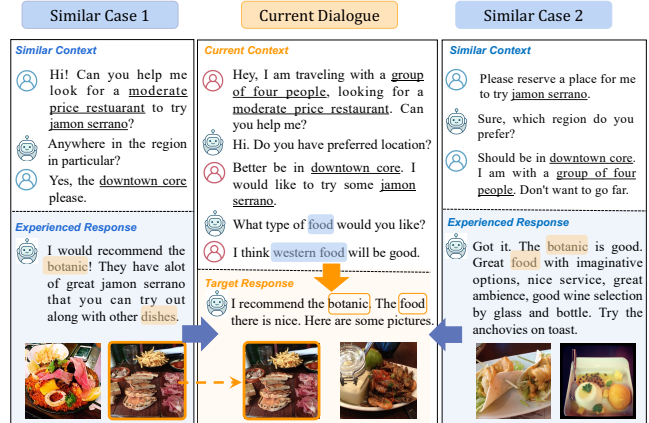 Similar Case 1
Current Dialogue
Similar Case 2
Similar Context
Hi! Can you help me
look for a moderate
price restuarant to try
jamon serrano?
Anywhere in the region
in particular?
Yes, the downtown core
please.
Experienced Response
I would recommend the
botanic! They have alot
of great jamon serrano
that you can try out
along with other dishes.
Current Context
Hey, I am traveling with a group
of four people, looking for a
moderate price restaurant. Can
you help me?
Hi. Do you have preferred location?
Better be in downtown core. I
would like to try some jamon
serrano.
What type of food would you like?
I think western food will be good.
Target Response
I recommend the botanic. The food
there is nice. Here are some pictures.
Similar Context
Please reserve a place for me
to try jamon serrano.
Sure, which region do you
prefer?
Should be in downtown core.
I am with a group of four
people. Don't want to go far.
Experienced Response
Got it. The botanic is good.
Great food with imaginative
options, nice service, great
ambience, good wine selection
by glass and bottle. Try the
anchovies on toast.